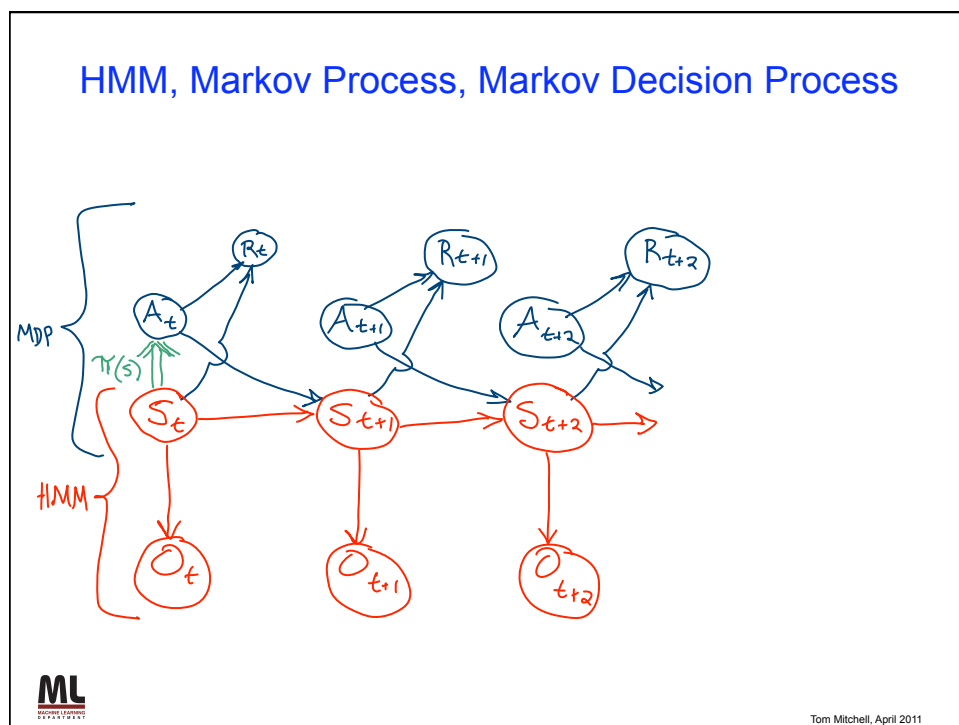 HMM, Markov Process, Markov Decision Process
Rt
Rt+1
Rt+2
At
At+1
At+2
MDP
π(s)
St
St+1
St+2
HMM
Ot
Ot+1
Ot+2
ML
MACHINE LEARNING
DEPARTMENT
Tom Mitchell, April 2011